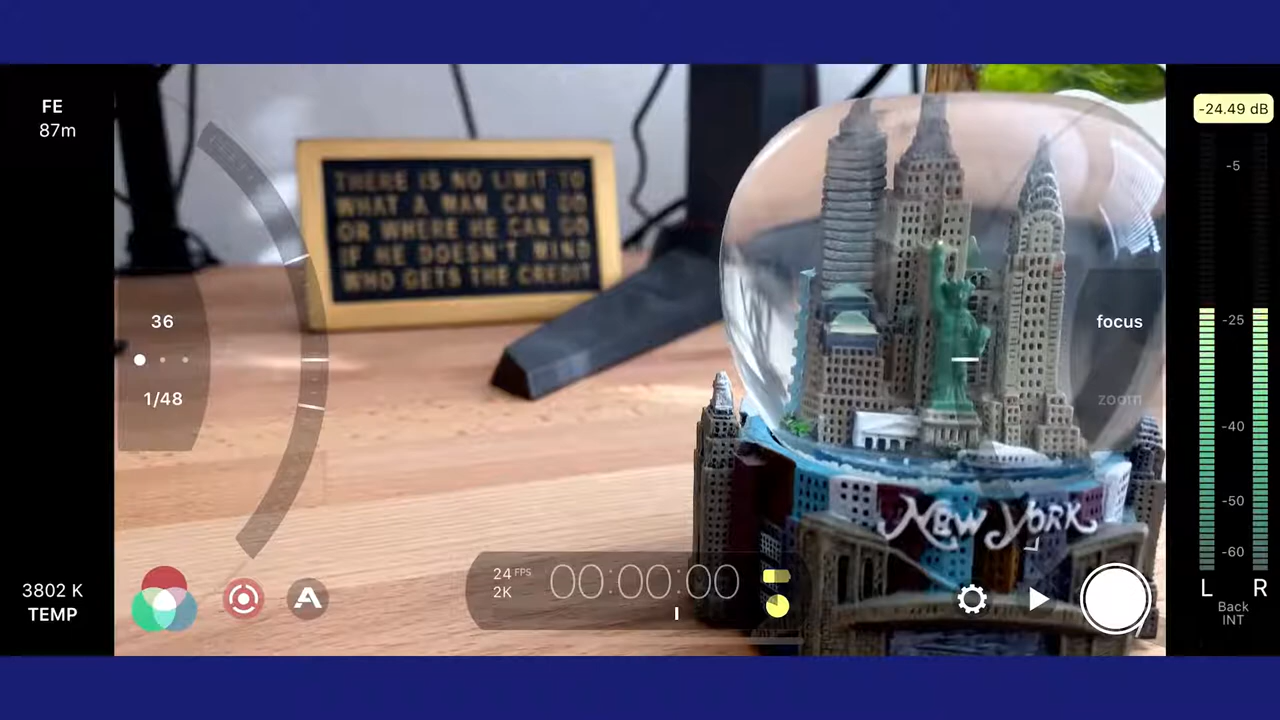 FE
87m
-24.49 dB
-5
THERE IS NO LIMIT TO
WHAT A MAN CAN DO
OR WHERE HE CAN GO
IF HE DOESN'T MIND
WHO GETS THE CREDIT
36
1/48
focus
zoom
-25
-40
-50
-60
NEW YORK
24 FPS
2K
00:00:00
3802 K
TEMP
A
L R
Back
INT